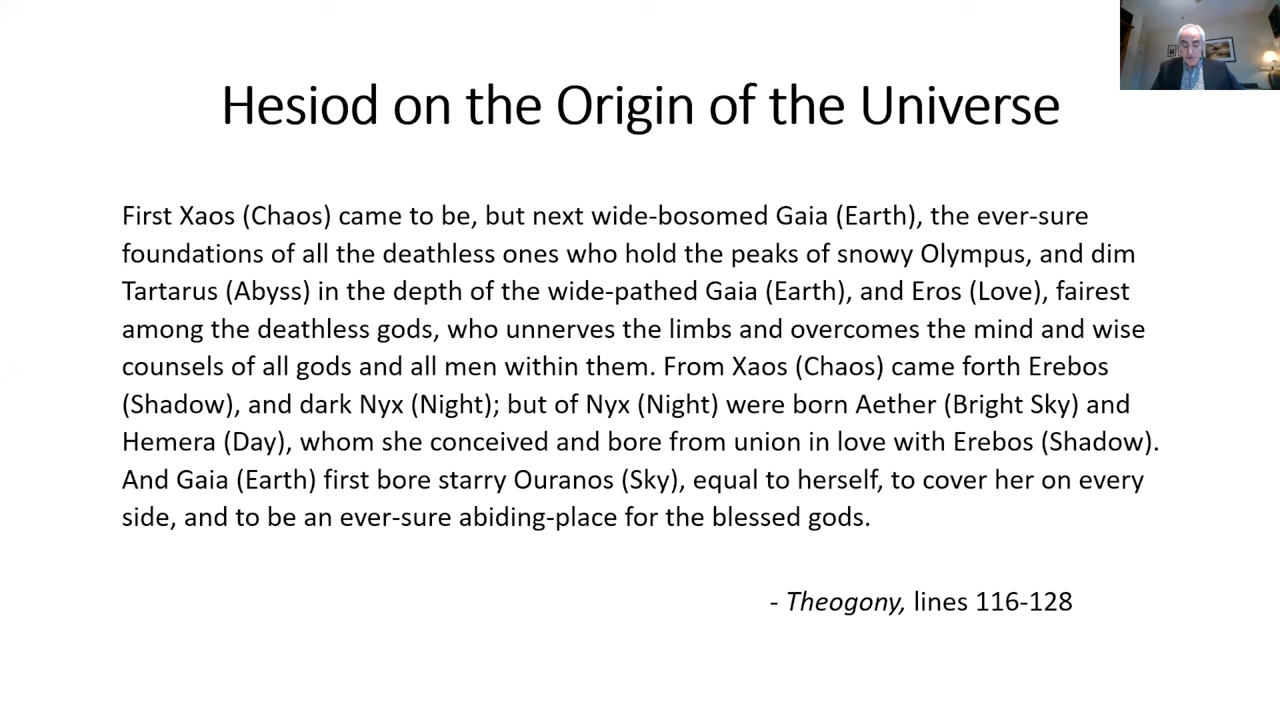 Hesiod on the Origin of the Universe
First Xaos (Chaos) came to be, but next wide-bosomed Gaia (Earth), the ever-sure
foundations of all the deathless ones who hold the peaks of snowy Olympus, and dim
Tartarus (Abyss) in the depth of the wide-pathed Gaia (Earth), and Eros (Love), fairest
among the deathless gods, who unnerves the limbs and overcomes the mind and wise
counsels of all gods and all men within them. From Xaos (Chaos) came forth Erebos
(Shadow), and dark Nyx (Night); but of Nyx (Night) were born Aether (Bright Sky) and
Hemera (Day), whom she conceived and bore from union in love with Erebos (Shadow).
And Gaia (Earth) first bore starry Ouranos (Sky), equal to herself, to cover her on every
side, and to be an ever-sure abiding-place for the blessed gods.
- Theogony, lines 116-128